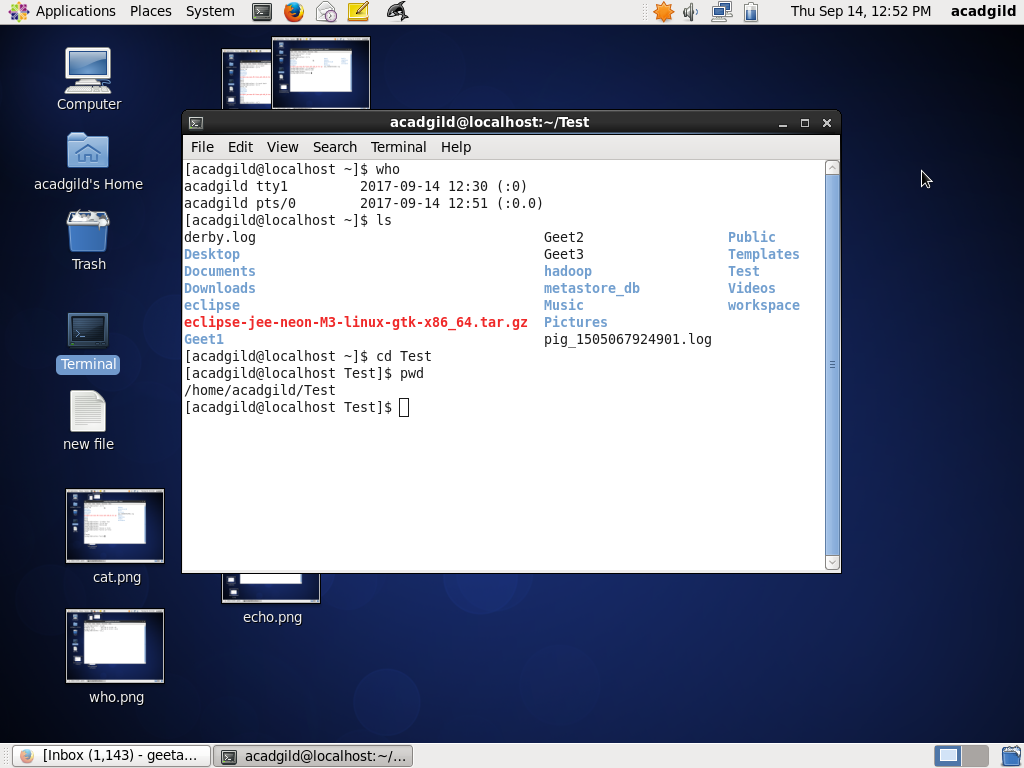 Applications Places System Thu Sep 14, 12:52 PM acadgild
Computer
acadgild's Home
Trash
Terminal
new file
cat.png
who.png
echo.png
acadgild@localhost:~/Test
File Edit View Search Terminal Help
[acadgild@localhost ~]$ who
acadgild tty1         2017-09-14 12:30 (:0)
acadgild pts/0        2017-09-14 12:51 (:0.0)
[acadgild@localhost ~]$ ls
derby.log                                    Geet2                  Public
Desktop                                      Geet3                  Templates
Documents                                    hadoop                 Test
Downloads                                    metastore_db           Videos
eclipse                                      Music                  workspace
eclipse-jee-neon-M3-linux-gtk-x86_64.tar.gz  Pictures
Geet1                                        pig_1505067924901.log
[acadgild@localhost ~]$ cd Test
[acadgild@localhost Test]$ pwd
/home/acadgild/Test
[acadgild@localhost Test]$
[Inbox (1,143) - geeta... acadgild@localhost:~/...